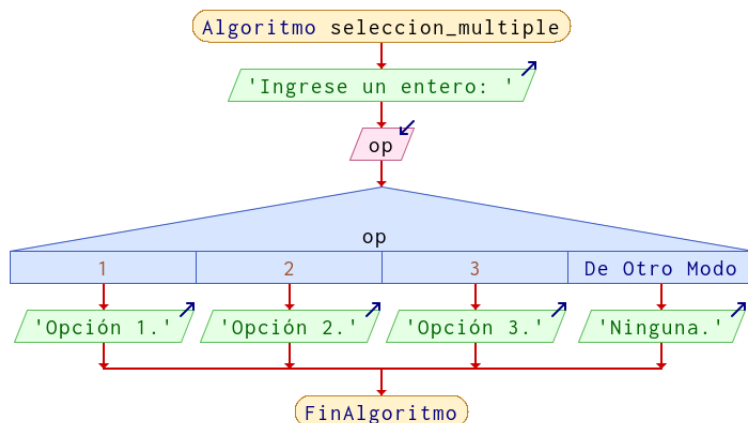 Algoritmo seleccion_multiple
'Ingrese un entero: '
op
op
1 2 3 De Otro Modo
'Opción 1.' 'Opción 2.' 'Opción 3.' 'Ninguna.'
FinAlgoritmo